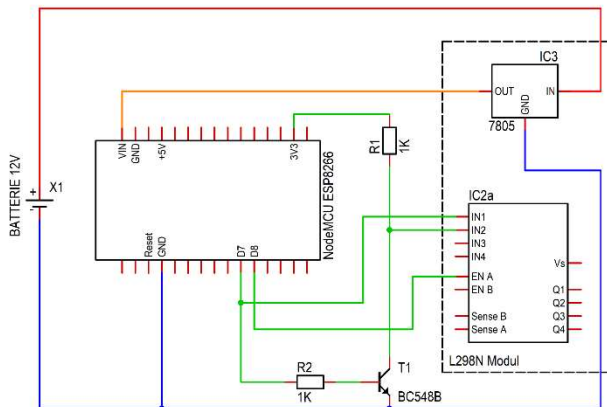 IC3
OUT
IN
GND
7805
VIN
GND
+5V
3V3
R1
1K
NodeMCU ESP8266
BATTERIE 12V
+
-
X1
Reset
GND
D7
D8
IC2a
IN1
IN2
IN3
IN4
Vs
EN A
EN B
Q1
Q2
Sense B
Q3
Sense A
Q4
L298N Modul
R2
1K
T1
BC548B